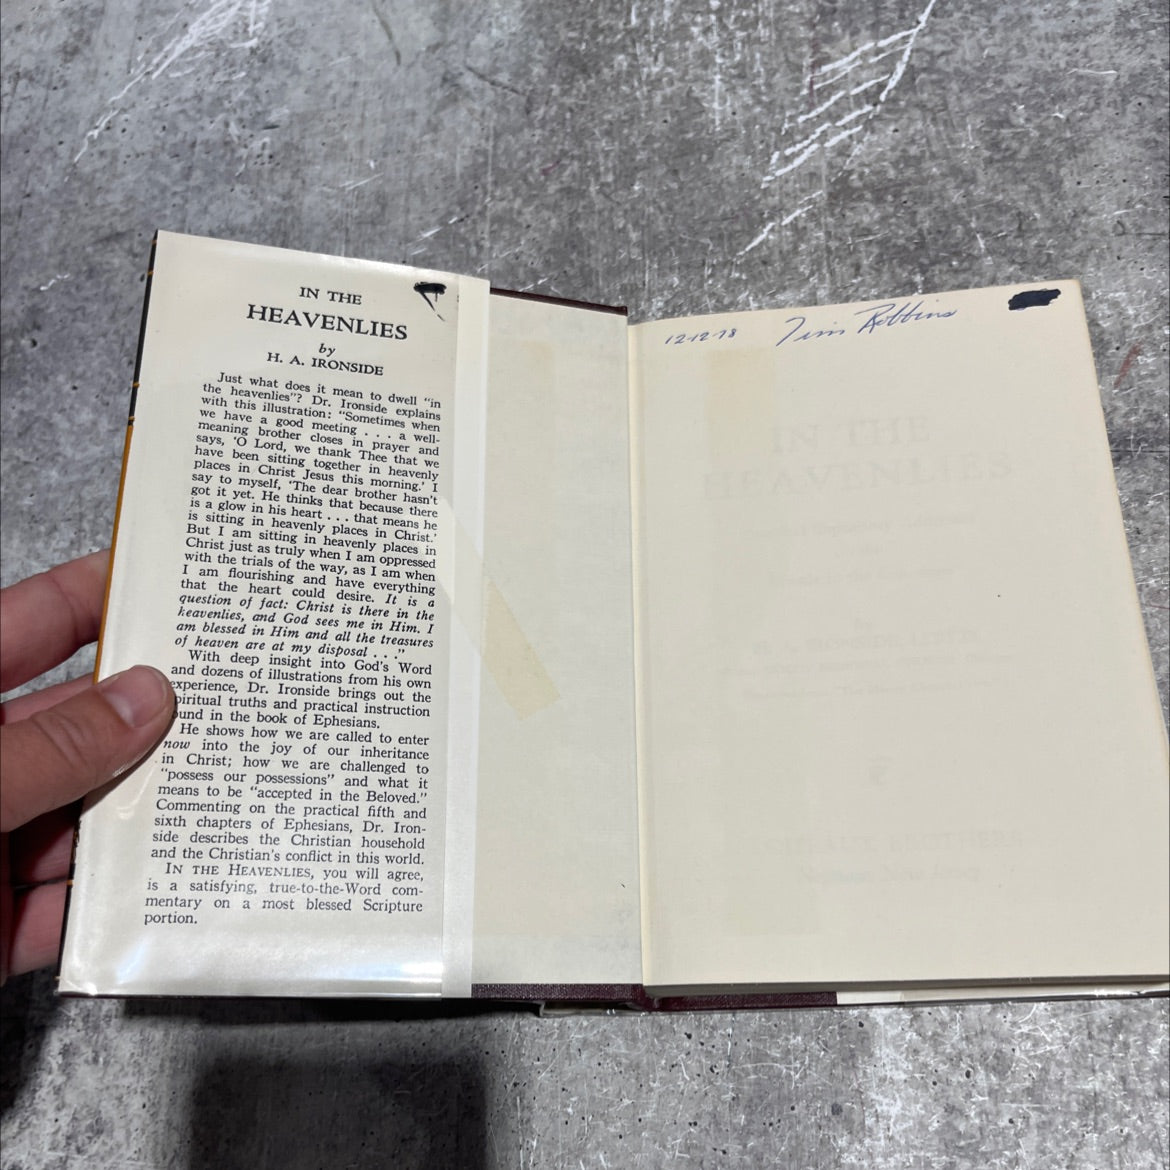 IN THE
HEAVENLIES
by
H. A. IRONSIDE
Just what does it mean to dwell “in
the heavenlies”? Dr. Ironside explains
with this illustration: “Sometimes when
we have a good meeting . . . . a well-
meaning brother closes in prayer and
says, ‘O Lord, we thank Thee that we
have been sitting together in heavenly
places in Christ Jesus this morning.’ I
say to myself, ‘The dear brother hasn’t
got it yet. He thinks that because there
is a glow in his heart . . . that means he
is sitting in heavenly places in Christ.’
But I am sitting in heavenly places in
Christ just as truly when I am oppressed
with the trials of the way, as I am when
I am flourishing and have everything
that the heart could desire. It is a
question of fact: Christ is there in the
heavenlies, and God sees me in Him. I
am blessed in Him and all the treasures
of heaven are at my disposal . . .”
With deep insight into God’s Word
and dozens of illustrations from his own
experience, Dr. Ironside brings out the
spiritual truths and practical instruction
found in the book of Ephesians.
He shows how we are called to enter
now into the joy of our inheritance
in Christ; how we are challenged to
“possess our possessions” and what it
means to be “accepted in the Beloved.”
Commenting on the practical fifth and
sixth chapters of Ephesians, Dr. Iron-
side describes the Christian household
and the Christian’s conflict in this world.
IN THE HEAVENLIES, you will agree,
is a satisfying, true-to-the-Word com-
mentary on a most blessed Scripture
portion.
12-12-78 Tim Robbins
IN THE
HEAVENLIES